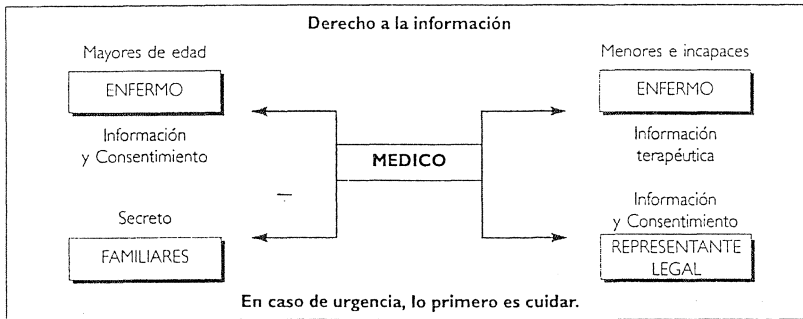 Derecho a la información
Mayores de edad
ENFERMO
Información
y Consentimiento
Secreto
FAMILIARES
MEDICO
Menores e incapaces
ENFERMO
Información
terapéutica
Información
y Consentimiento
REPRESENTANTE
LEGAL
En caso de urgencia, lo primero es cuidar.